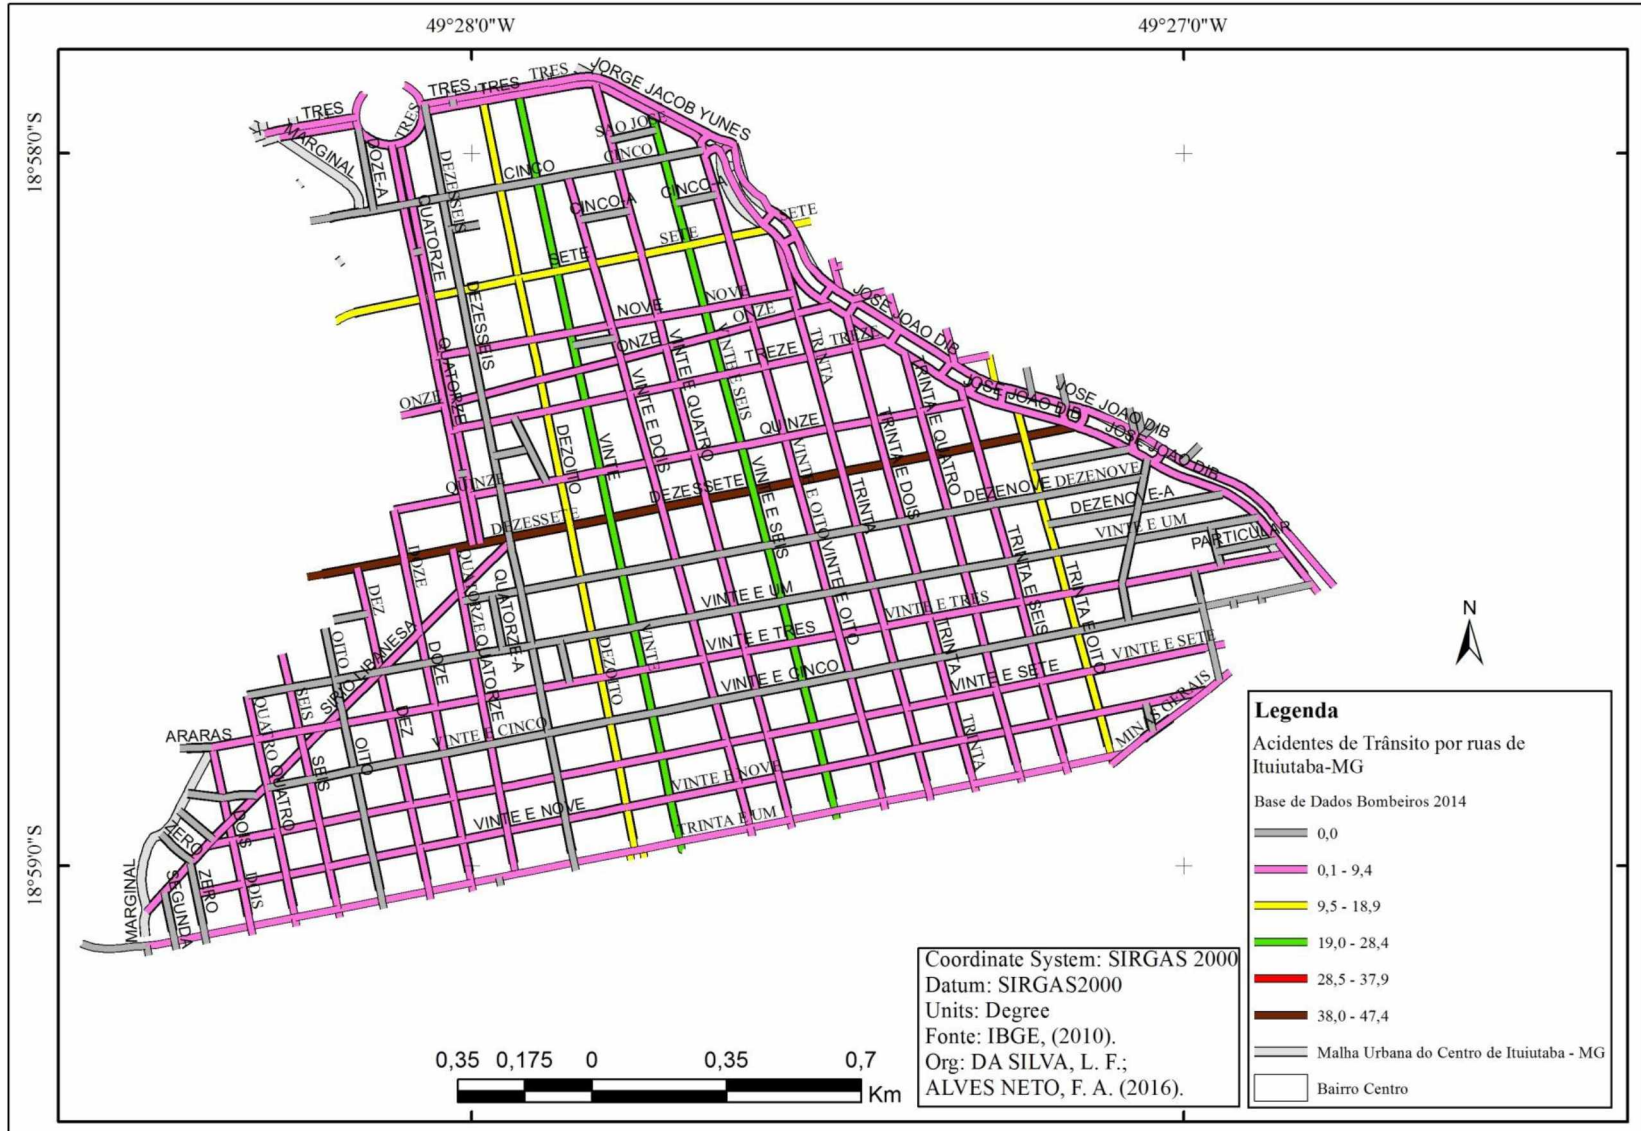 49°28'0"W
49°27'0"W
18°58'0"S
18°59'0"S
TRES
TRES
TRES
TRES
TRES
JORGE JACOB YUNES
MARGINAL
DOZE-A
DEZESSEIS
SAO JOSE
CINCO
CINCO
CINCO-A
CINCO-A
QUATORZE
SETE
SETE
SETE
DEZESSEIS
NOVE
NOVE
JOSE JOAO DIB
ONZE
ONZE
ONZE
TREZE
TREZE
QUATORZE
VINTE E DOIS
VINTE E QUATRO
VINTE E SEIS
TRINTA
TRINTA E QUATRO
JOSE JOAO DIB
JOSE JOAO DIB
JOSE JOAO DIB
DEZOITO
VINTE
QUINZE
QUINZE
TRINTA E DOIS
DEZESSETE
DEZESSETE
VINTE E SEIS
VINTE E OITO
TRINTA
DEZENOVE
DEZENOVE
DEZENOVE-A
VINTE E UM
PARTICULAR
DOZE
DEZ
QUATORZE
QUATORZE-A
VINTE E UM
VINTE E OITO
VINTE E TRES
TRINTA E SEIS
TRINTA E OITO
OITO
SIRIO LIBANESA
DOZE
QUATORZE
DEZOITO
VINTE
VINTE E TRES
VINTE E CINCO
TRINTA
VINTE E SETE
VINTE E SETE
MINAS GERAIS
ARARAS
QUATRO
SEIS
DEZ
VINTE E CINCO
OITO
SEIS
QUATRO
VINTE E NOVE
VINTE E NOVE
TRINTA
TRINTA E UM
ZERO
DOIS
MARGINAL
SEGUNDA
ZERO
DOIS
N
Legenda
Acidentes de Trânsito por ruas de
Ituiutaba-MG
Base de Dados Bombeiros 2014
0,0
0,1 - 9,4
9,5 - 18,9
19,0 - 28,4
28,5 - 37,9
38,0 - 47,4
Malha Urbana do Centro de Ituiutaba - MG
Bairro Centro
Coordinate System: SIRGAS 2000
Datum: SIRGAS2000
Units: Degree
Fonte: IBGE, (2010).
Org: DA SILVA, L. F.;
ALVES NETO, F. A. (2016).
0,35 0,175 0 0,35 0,7
Km